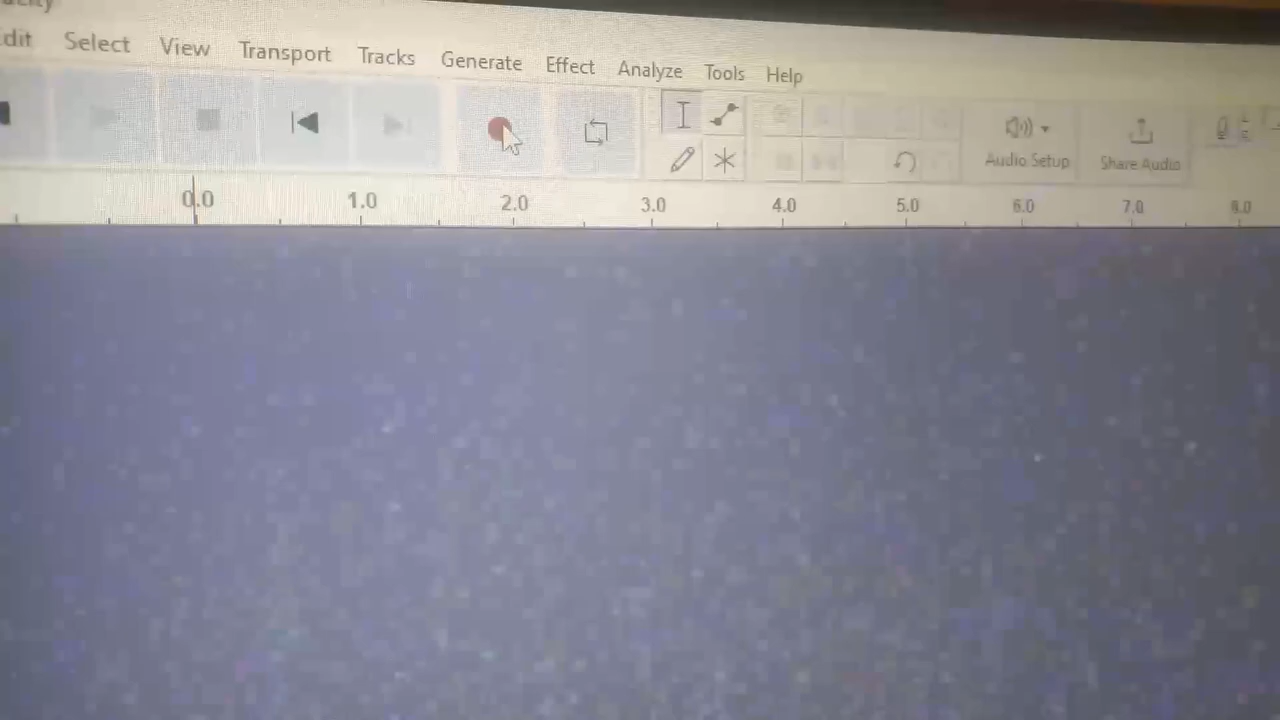 dit Select View Transport Tracks Generate Effect Analyze Tools Help
Audio Setup Share Audio
0.0 1.0 2.0 3.0 4.0 5.0 6.0 7.0 8.0